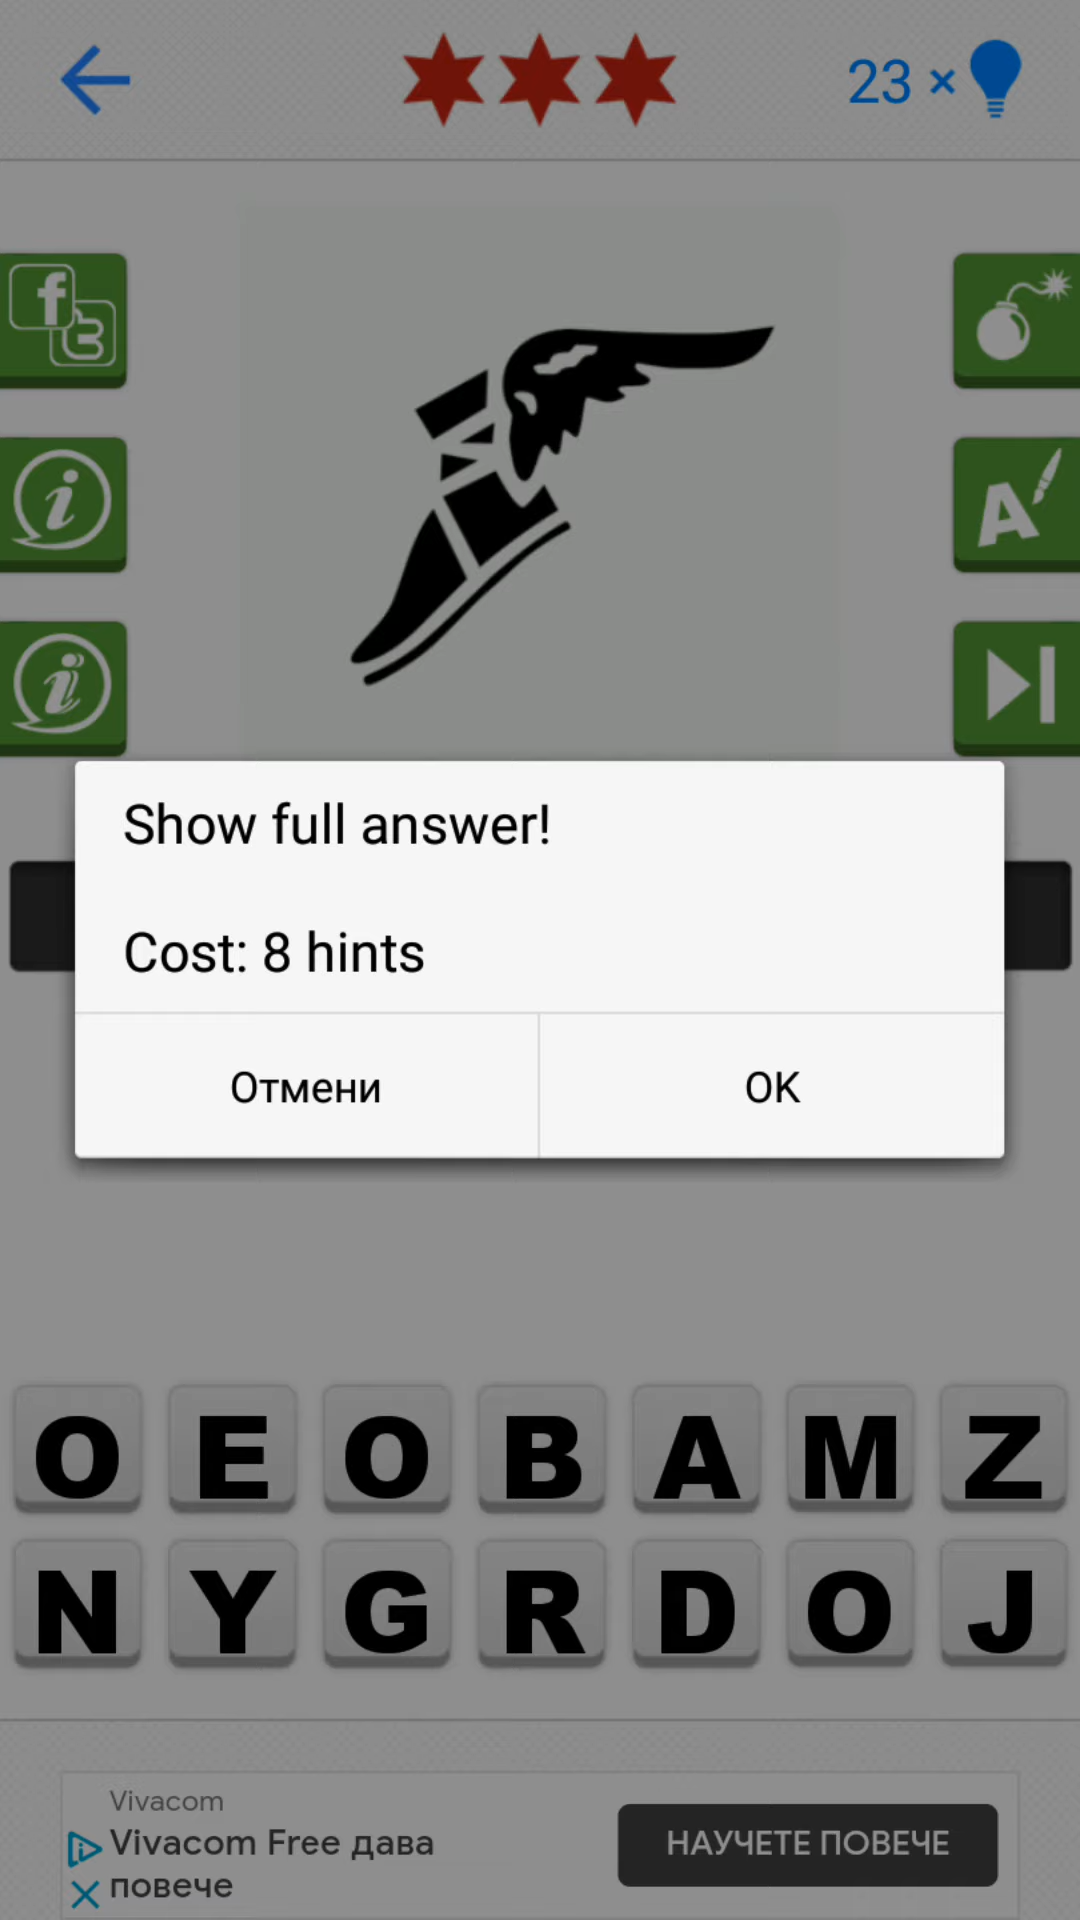 23 ×
f
t
i
i
A
Show full answer!
Cost: 8 hints
Отмени
OK
O E O B A M Z
N Y G R D O J
Vivacom
Vivacom Free дава
повече
НАУЧЕТЕ ПОВЕЧЕ